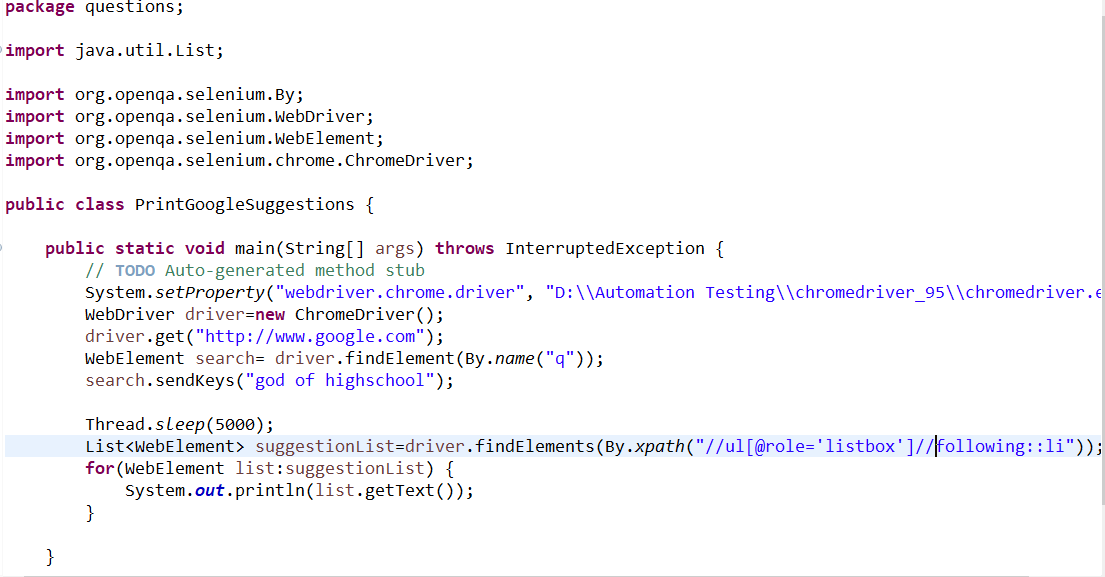 package questions;
import java.util.List;
import org.openqa.selenium.By;
import org.openqa.selenium.WebDriver;
import org.openqa.selenium.WebElement;
import org.openqa.selenium.chrome.ChromeDriver;
public class PrintGoogleSuggestions {
public static void main(String[] args) throws InterruptedException {
// TODO Auto-generated method stub
System.setProperty("webdriver.chrome.driver", "D:\\Automation Testing\\chromedriver_95\\chromedriver.e
WebDriver driver=new ChromeDriver();
driver.get("http://www.google.com");
WebElement search= driver.findElement(By.name("q"));
search.sendKeys("god of highschool");
Thread.sleep(5000);
List<WebElement> suggestionList=driver.findElements(By.xpath("//ul[@role='listbox']//following::li"));
for(WebElement list:suggestionList) {
System.out.println(list.getText());
}
}